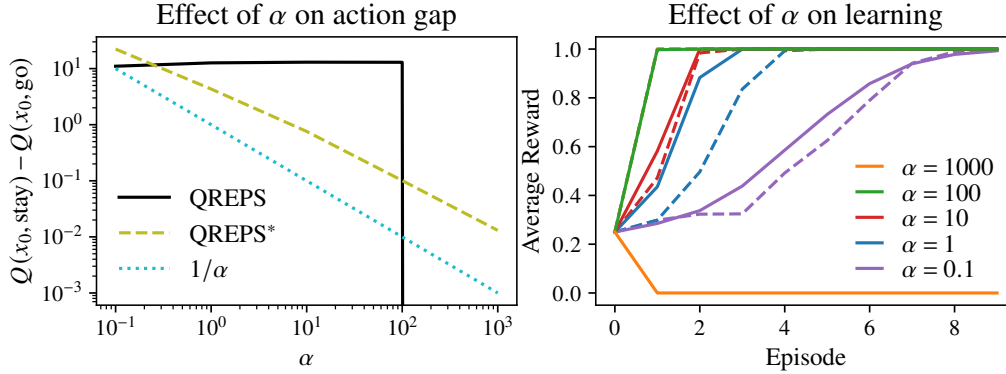 Effect of α on action gap
Q(x₀, stay) − Q(x₀, go)
10¹
10⁰
10⁻¹
10⁻²
10⁻³
QREPS
QREPS*
1/α
10⁻¹
10⁰
10¹
10²
10³
α
Effect of α on learning
Average Reward
1.0
0.8
0.6
0.4
0.2
0.0
α = 1000
α = 100
α = 10
α = 1
α = 0.1
0
2
4
6
8
Episode